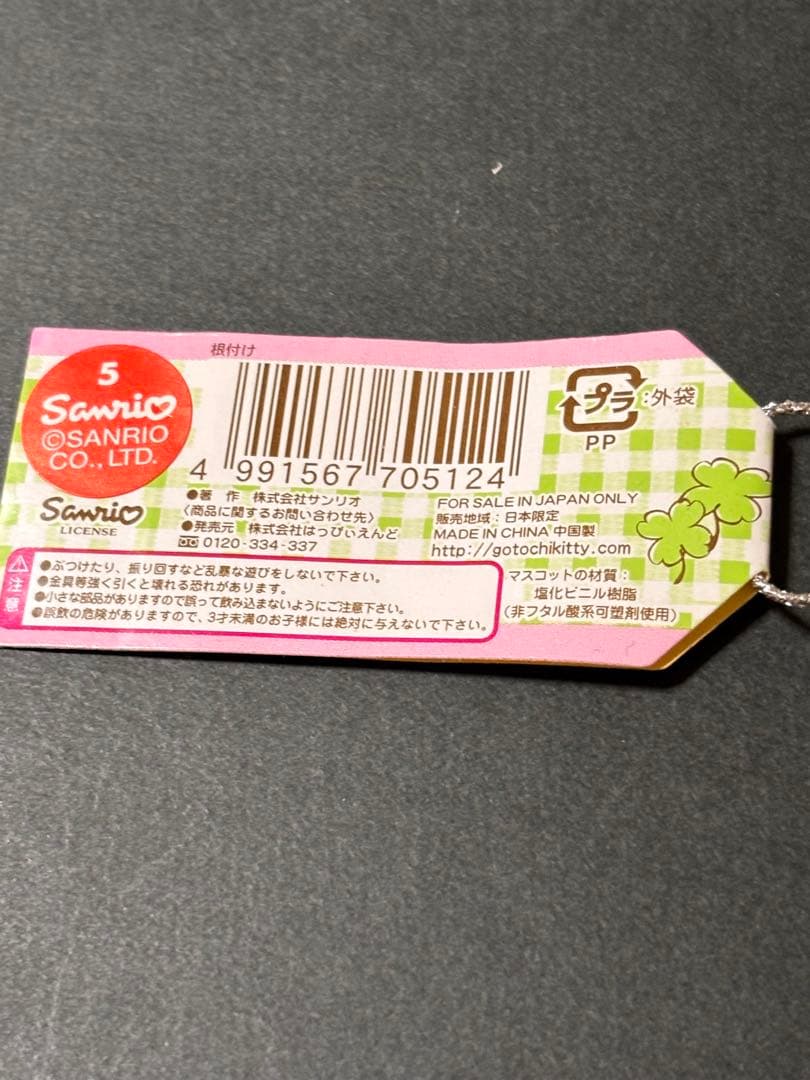 根付け
5
Sanrio
©SANRIO
CO., LTD.
Sanrio
LICENSE
4 991567 705124
プラ:外袋
PP
●著 作 株式会社サンリオ
〈商品に関するお問い合わせ先〉
●発売元 株式会社はっぴぃえんど
0120-334-337
FOR SALE IN JAPAN ONLY
販売地域:日本限定
MADE IN CHINA 中国製
http://gotochikitty.com
マスコットの材質:
塩化ビニル樹脂
(非フタル酸系可塑剤使用)
注意
●ぶつけたり、振り回すなど乱暴な遊びをしないで下さい。
●金具等強く引くと壊れる恐れがあります。
●小さな部品がありますので誤って飲み込まないようにご注意下さい。
●誤飲の危険がありますので、3才未満のお子様には絶対に与えないで下さい。